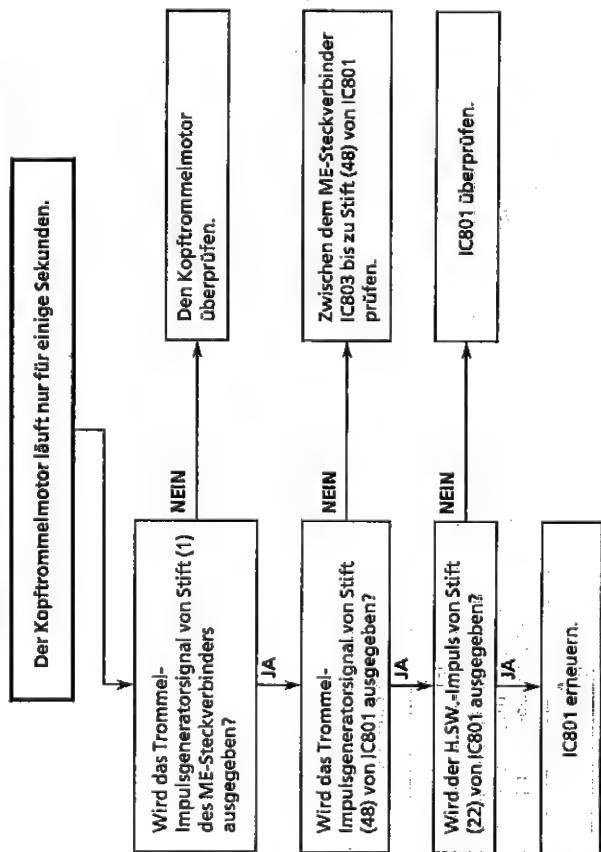 Der Kopftrommelmotor läuft nur für einige Sekunden.
Wird das Trommel-
Impulsgeneratorsignal von Stift (1)
des ME-Steckverbinders
ausgegeben?
NEIN
Den Kopftrommelmotor
überprüfen.
JA
Wird das Trommel-
Impulsgeneratorsignal von Stift
(48) von IC801 ausgegeben?
NEIN
Zwischen dem ME-Steckverbinder
IC803 bis zu Stift (48) von IC801
prüfen.
JA
Wird der H.SW.-Impuls von Stift
(22) von IC801 ausgegeben?
NEIN
IC801 überprüfen.
JA
IC801 erneuern.